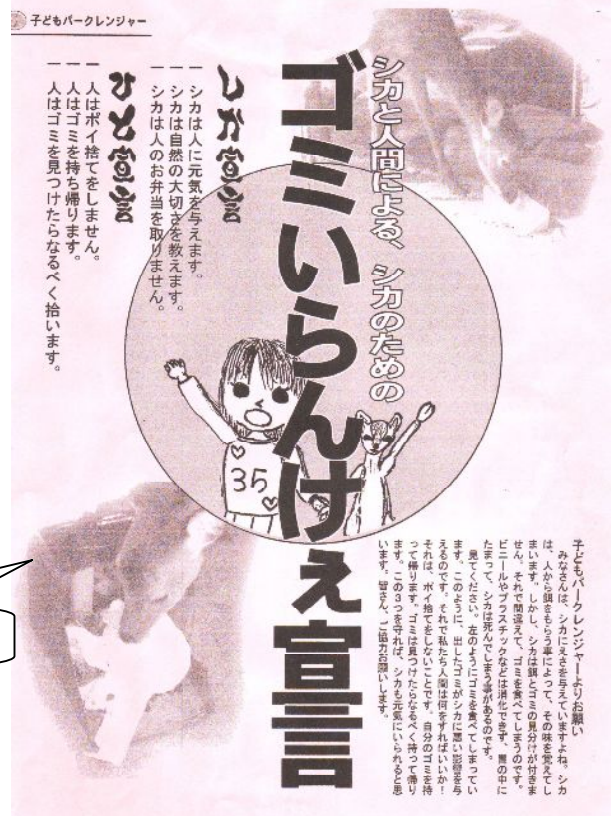 子どもパークレンジャー
シカと人間による、シカのための
ゴミいらんけぇ宣言
しか宣言
一 シカは人に元気を与えます。
一 シカは自然の大切さを教えます。
一 シカは人のお弁当を取りません。
ひと宣言
一 人はポイ捨てをしません。
一 人はゴミを持ち帰ります。
一 人はゴミを見つけたらなるべく拾います。
35
子どもパークレンジャーよりお願い
みなさんは、シカにえさを与えていますよね。シカ
は、人から餌をもらう事によって、その味を覚えてし
まいます。しかし、シカは餌とゴミの見分けが付きま
せん。それで間違えて、ゴミを食べてしまうのです。
ビニールやプラスチックなどは消化できず、胃の中に
たまって、シカは死んでしまう事があるのです。
見てください。左のようにゴミを食べてしまってい
ます。このように、出したゴミがシカに悪い影響を与
えるのです。それで私たち人間は何をすればいいか！
それは、ポイ捨てをしないことです。自分のゴミを持
って帰ります。ゴミは見つけたらなるべく持って帰り
ます。この３つを守れば、シカも元気にいられると思
います。皆さん、ご協力お願いします。